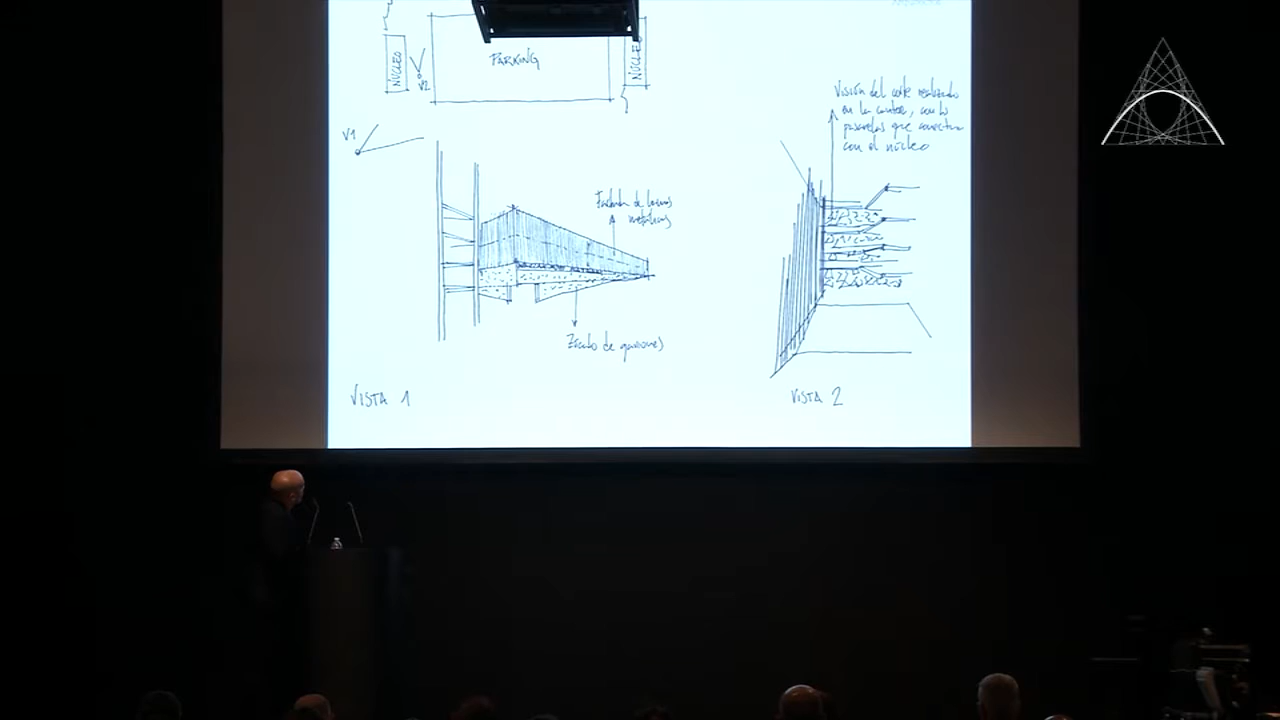 NÚCLEO
V2
PARKING
NÚCLEO
V1
Visión del corte realizado
en la cantera, con las
pasarelas que conectan
con el núcleo
Fachada de lamas
metálicas
Zócalo de gaviones
VISTA 1
VISTA 2